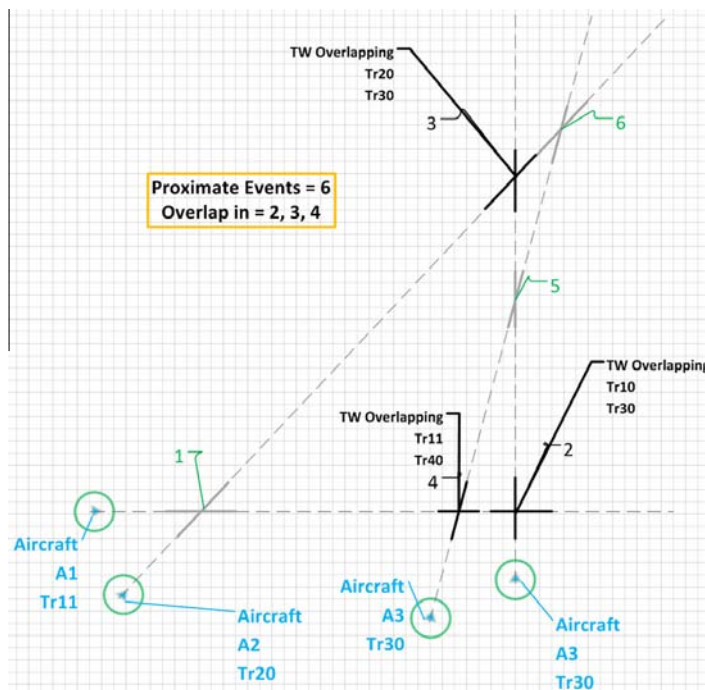 TW Overlapping
Tr20
Tr30
3
6
Proximate Events = 6
Overlap in = 2, 3, 4
5
TW Overlapping
Tr10
Tr30
TW Overlapping
Tr11
Tr40
4
2
1
Aircraft
A1
Tr11
Aircraft
A2
Tr20
Aircraft
A3
Tr30
Aircraft
A3
Tr30